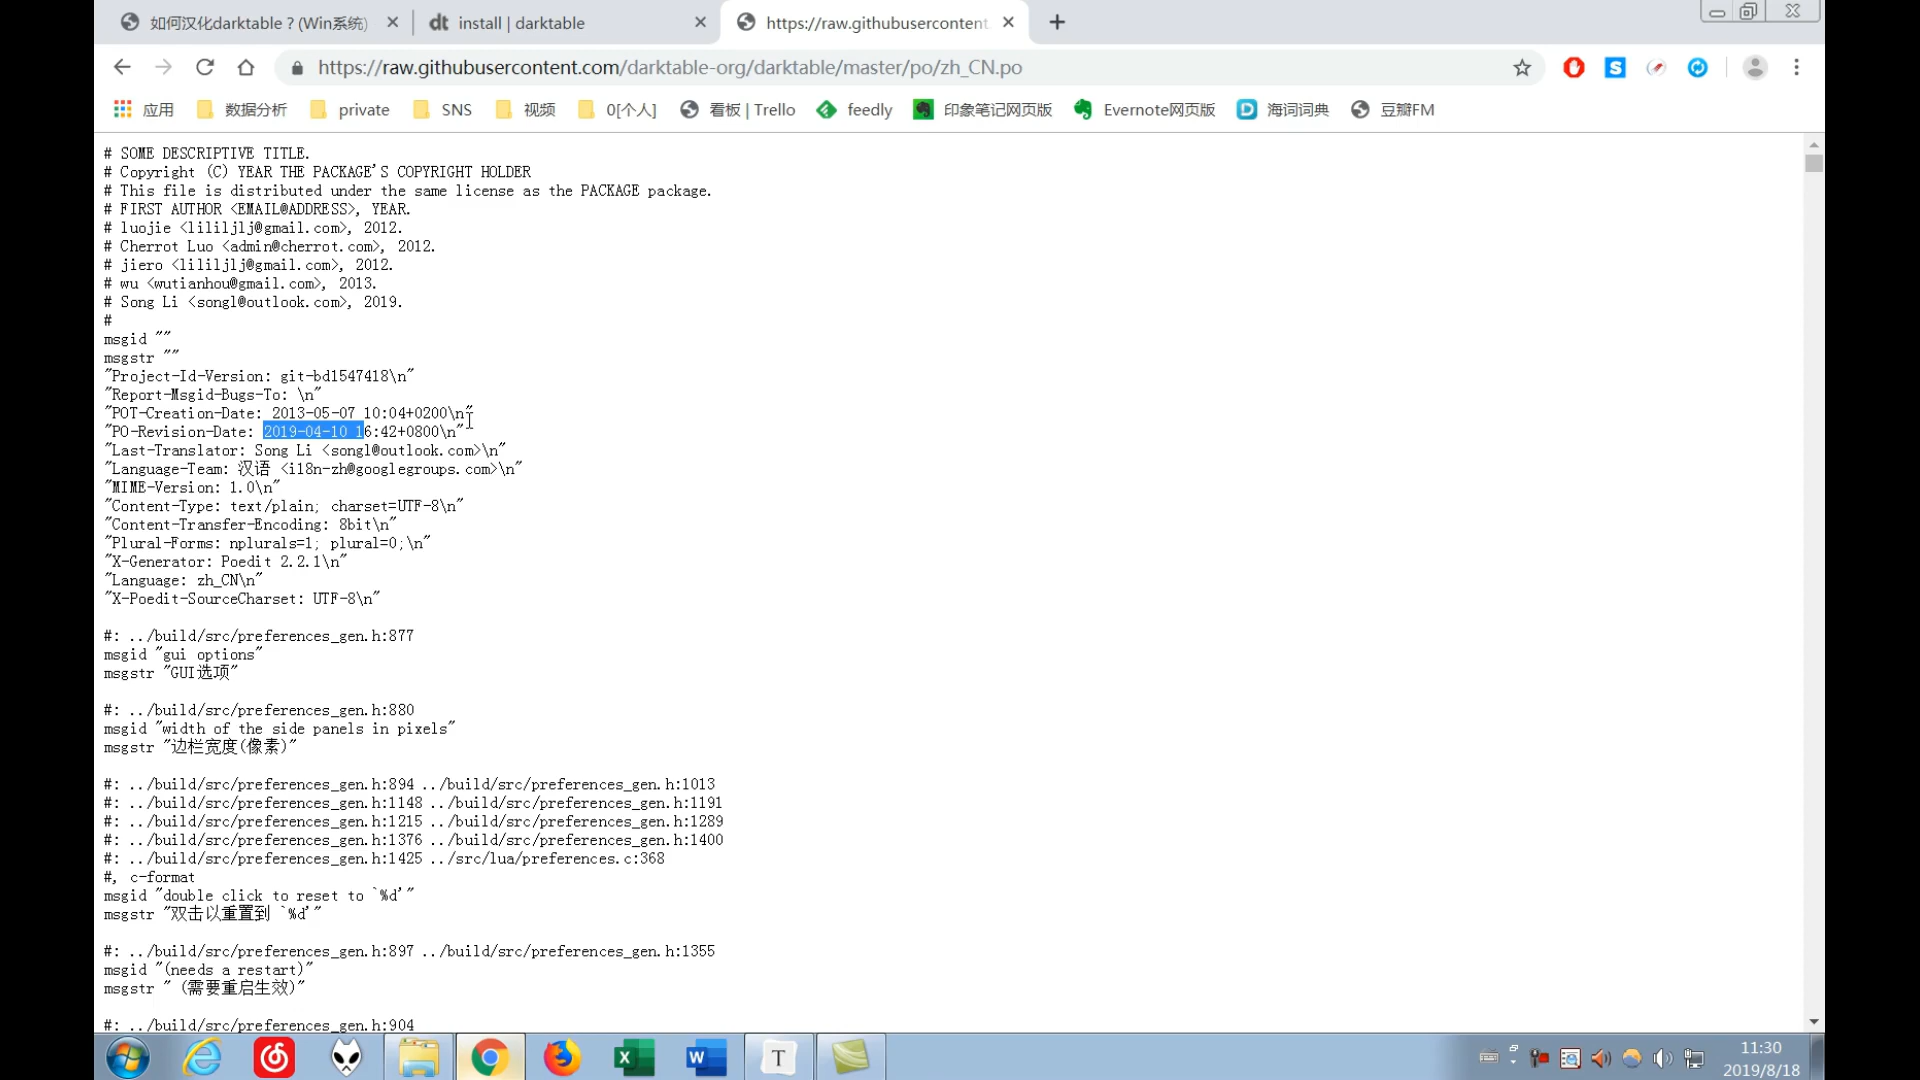 如何汉化darktable？(Win系统)
dt install | darktable
https://raw.githubusercontent
https://raw.githubusercontent.com/darktable-org/darktable/master/po/zh_CN.po
应用 数据分析 private SNS 视频 0[个人] 看板 | Trello feedly 印象笔记网页版 Evernote网页版 海词词典 豆瓣FM
# SOME DESCRIPTIVE TITLE.
# Copyright (C) YEAR THE PACKAGE'S COPYRIGHT HOLDER
# This file is distributed under the same license as the PACKAGE package.
# FIRST AUTHOR <EMAIL@ADDRESS>, YEAR.
# luojie <lililjlj@gmail.com>, 2012.
# Cherrot Luo <admin@cherrot.com>, 2012.
# jiero <lililjlj@gmail.com>, 2012.
# wu <wutianhou@gmail.com>, 2013.
# Song Li <songl@outlook.com>, 2019.
#
msgid ""
msgstr ""
"Project-Id-Version: git-bd1547418\n"
"Report-Msgid-Bugs-To: \n"
"POT-Creation-Date: 2013-05-07 10:04+0200\n"
"PO-Revision-Date: 2019-04-10 16:42+0800\n"
"Last-Translator: Song Li <songl@outlook.com>\n"
"Language-Team: 汉语 <i18n-zh@googlegroups.com>\n"
"MIME-Version: 1.0\n"
"Content-Type: text/plain; charset=UTF-8\n"
"Content-Transfer-Encoding: 8bit\n"
"Plural-Forms: nplurals=1; plural=0;\n"
"X-Generator: Poedit 2.2.1\n"
"Language: zh_CN\n"
"X-Poedit-SourceCharset: UTF-8\n"
#: ../build/src/preferences_gen.h:877
msgid "gui options"
msgstr "GUI选项"
#: ../build/src/preferences_gen.h:880
msgid "width of the side panels in pixels"
msgstr "边栏宽度(像素)"
#: ../build/src/preferences_gen.h:894 ../build/src/preferences_gen.h:1013
#: ../build/src/preferences_gen.h:1148 ../build/src/preferences_gen.h:1191
#: ../build/src/preferences_gen.h:1215 ../build/src/preferences_gen.h:1289
#: ../build/src/preferences_gen.h:1376 ../build/src/preferences_gen.h:1400
#: ../build/src/preferences_gen.h:1425 ../src/lua/preferences.c:368
#, c-format
msgid "double click to reset to `%d'"
msgstr "双击以重置到 `%d'"
#: ../build/src/preferences_gen.h:897 ../build/src/preferences_gen.h:1355
msgid "(needs a restart)"
msgstr " (需要重启生效)"
#: ../build/src/preferences_gen.h:904
11:30
2019/8/18